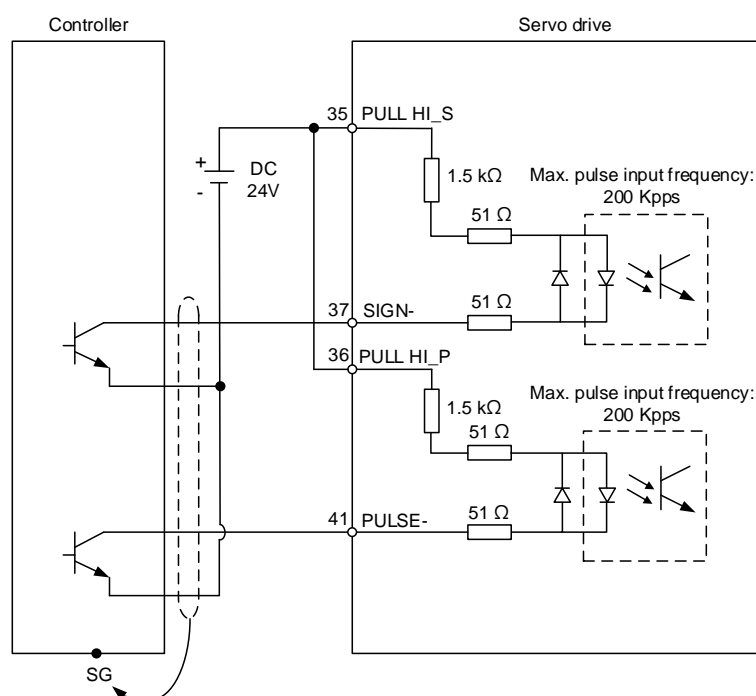 Controller
Servo drive
35 PULL HI_S
+
DC
24V
-
1.5 kΩ
Max. pulse input frequency:
200 Kpps
51 Ω
51 Ω
37 SIGN-
36 PULL HI_P
1.5 kΩ
Max. pulse input frequency:
200 Kpps
51 Ω
51 Ω
41 PULSE-
SG